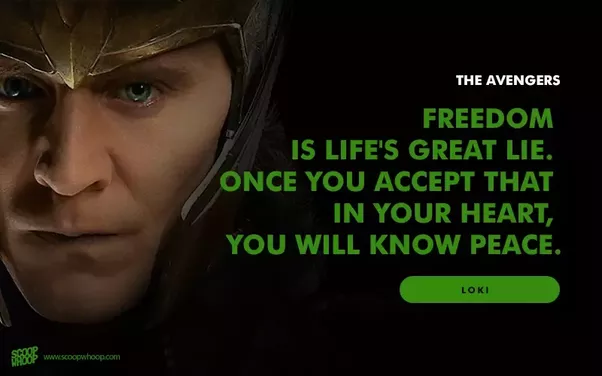 THE AVENGERS
FREEDOM
IS LIFE'S GREAT LIE.
ONCE YOU ACCEPT THAT
IN YOUR HEART,
YOU WILL KNOW PEACE.
LOKI
SCOOP
WHOOP
www.scoopwhoop.com